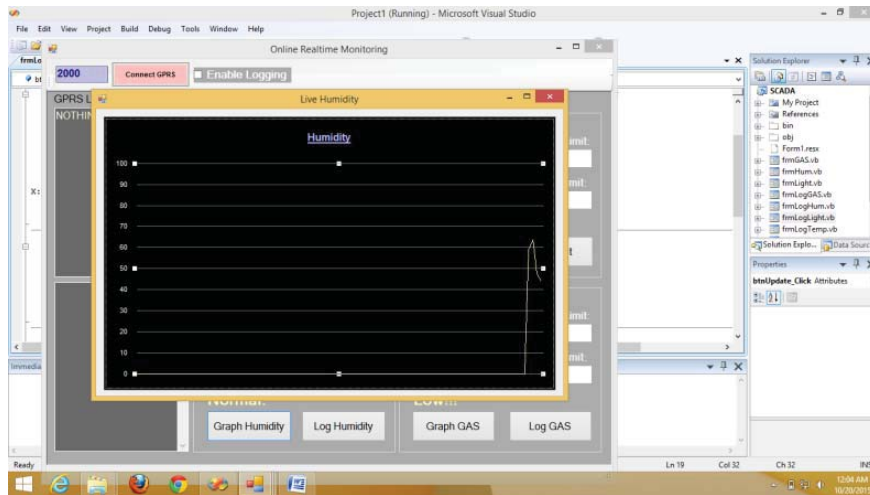 Project1 (Running) - Microsoft Visual Studio
File Edit View Project Build Debug Tools Window Help
Online Realtime Monitoring
2000
Connect GPRS
Enable Logging
GPRS
Live Humidity
Humidity
100
90
80
70
60
50
40
30
20
10
0
Graph Humidity
Log Humidity
Graph GAS
Log GAS
Solution Explorer
SCADA
My Project
References
bin
obj
Form1.resx
frmGAS.vb
frmHum.vb
frmLight.vb
frmLogGAS.vb
frmLogHum.vb
frmLogLight.vb
frmLogTemp.vb
Solution Explo...
Properties
btnUpdate_Click Attributes
Ready
Ln 19
Col 32
Ch 32
INS
12:04 AM